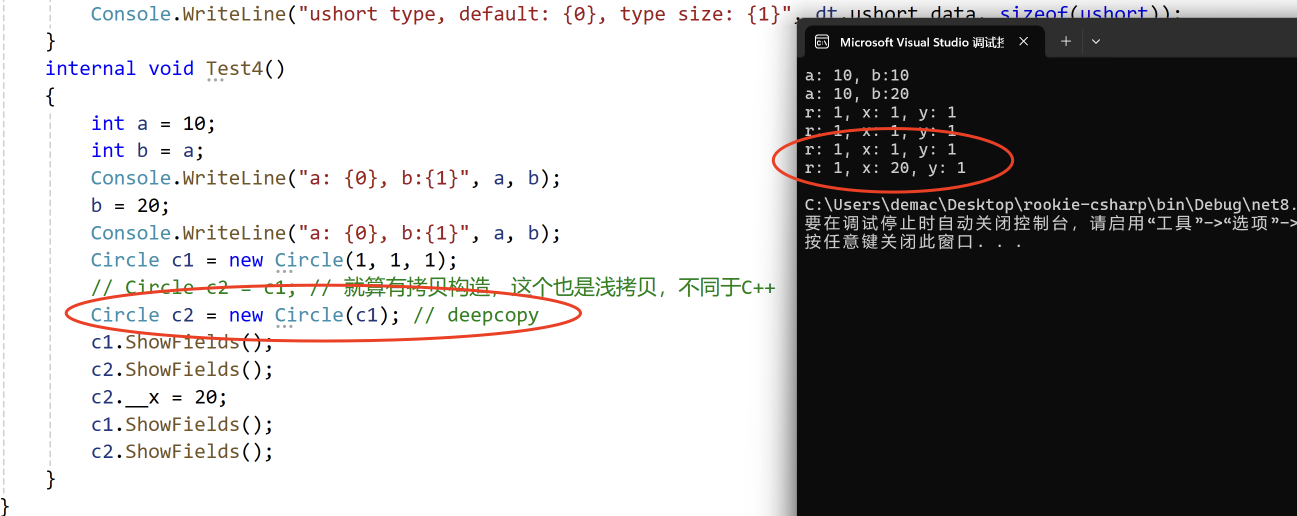 Console.WriteLine("ushort type, default: {0}, type size: {1}", dt.ushort_data, sizeof(ushort));
}
internal void Test4()
{
int a = 10;
int b = a;
Console.WriteLine("a: {0}, b:{1}", a, b);
b = 20;
Console.WriteLine("a: {0}, b:{1}", a, b);
Circle c1 = new Circle(1, 1, 1);
// Circle c2 = c1; // 就算有拷贝构造，这个也是浅拷贝，不同于C++
Circle c2 = new Circle(c1); // deepcopy
c1.ShowFields();
c2.ShowFields();
c2.__x = 20;
c1.ShowFields();
c2.ShowFields();
}
}
Microsoft Visual Studio 调试控
a: 10, b:10
a: 10, b:20
r: 1, x: 1, y: 1
r: 1, x: 1, y: 1
r: 1, x: 1, y: 1
r: 1, x: 20, y: 1
C:\Users\demac\Desktop\rookie-csharp\bin\Debug\net8.
要在调试停止时自动关闭控制台，请启用“工具”->“选项”->
按任意键关闭此窗口. . .